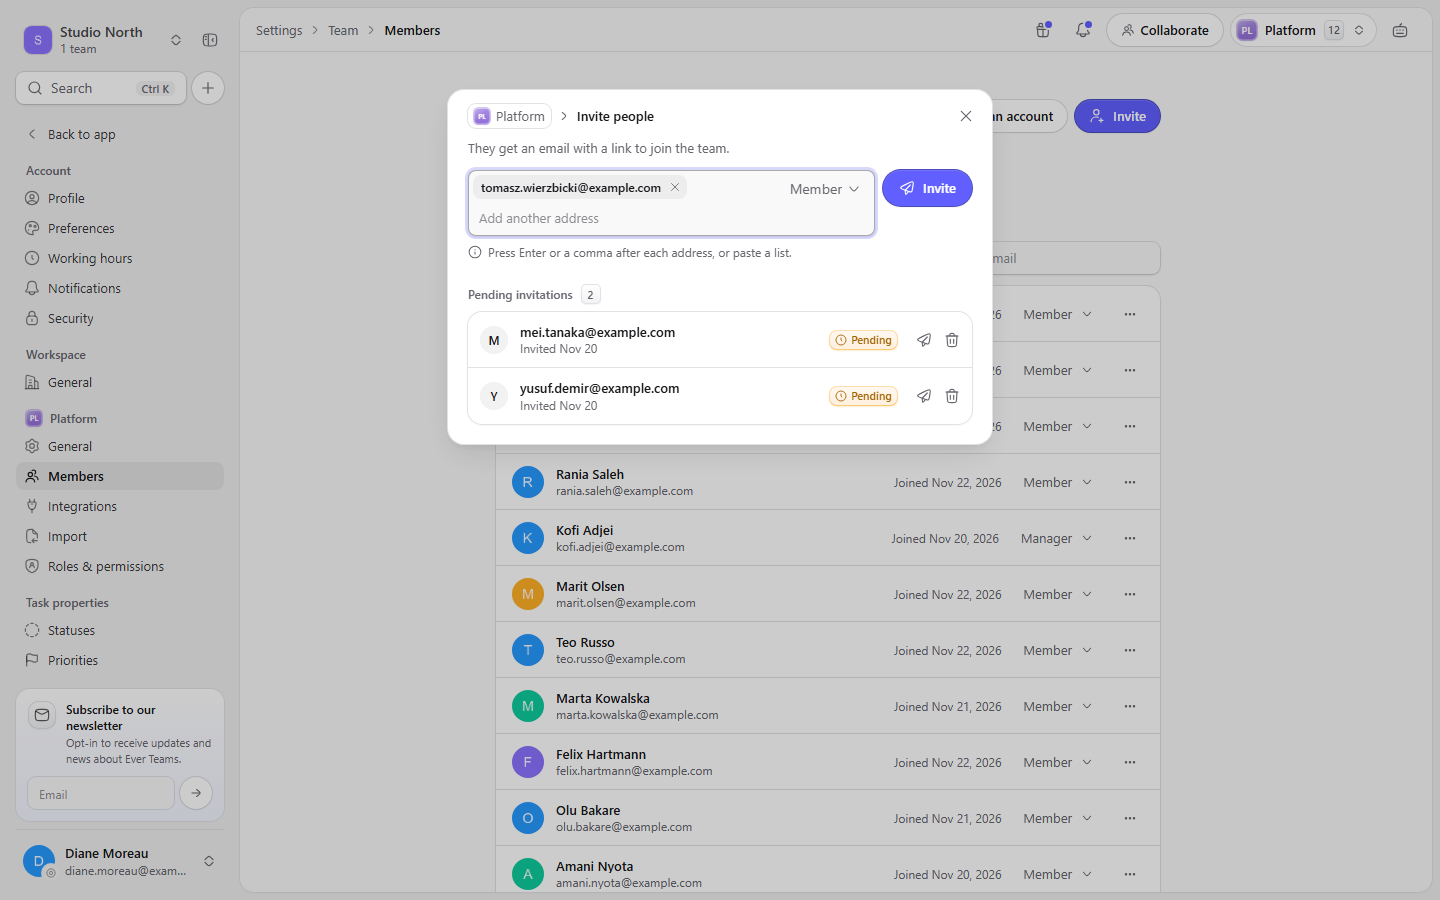 S
Studio North
1 team
Search
Ctrl K
Back to app
Account
Profile
Preferences
Working hours
Notifications
Security
Workspace
General
PL Platform
General
Members
Integrations
Import
Roles & permissions
Task properties
Statuses
Priorities
Subscribe to our
newsletter
Opt-in to receive updates and
news about Ever Teams.
Email
D
Diane Moreau
diane.moreau@exam...
Settings
Team
Members
Collaborate
PL Platform 12
an account
Invite
PL Platform
Invite people
They get an email with a link to join the team.
tomasz.wierzbicki@example.com
Member
Add another address
Invite
Press Enter or a comma after each address, or paste a list.
Pending invitations 2
M
mei.tanaka@example.com
Invited Nov 20
Pending
Y
yusuf.demir@example.com
Invited Nov 20
Pending
Member
Member
Member
R
Rania Saleh
rania.saleh@example.com
Joined Nov 22, 2026
Member
K
Kofi Adjei
kofi.adjei@example.com
Joined Nov 20, 2026
Manager
M
Marit Olsen
marit.olsen@example.com
Joined Nov 22, 2026
Member
T
Teo Russo
teo.russo@example.com
Joined Nov 22, 2026
Member
M
Marta Kowalska
marta.kowalska@example.com
Joined Nov 21, 2026
Member
F
Felix Hartmann
felix.hartmann@example.com
Joined Nov 22, 2026
Member
O
Olu Bakare
olu.bakare@example.com
Joined Nov 21, 2026
Member
A
Amani Nyota
amani.nyota@example.com
Joined Nov 20, 2026
Member